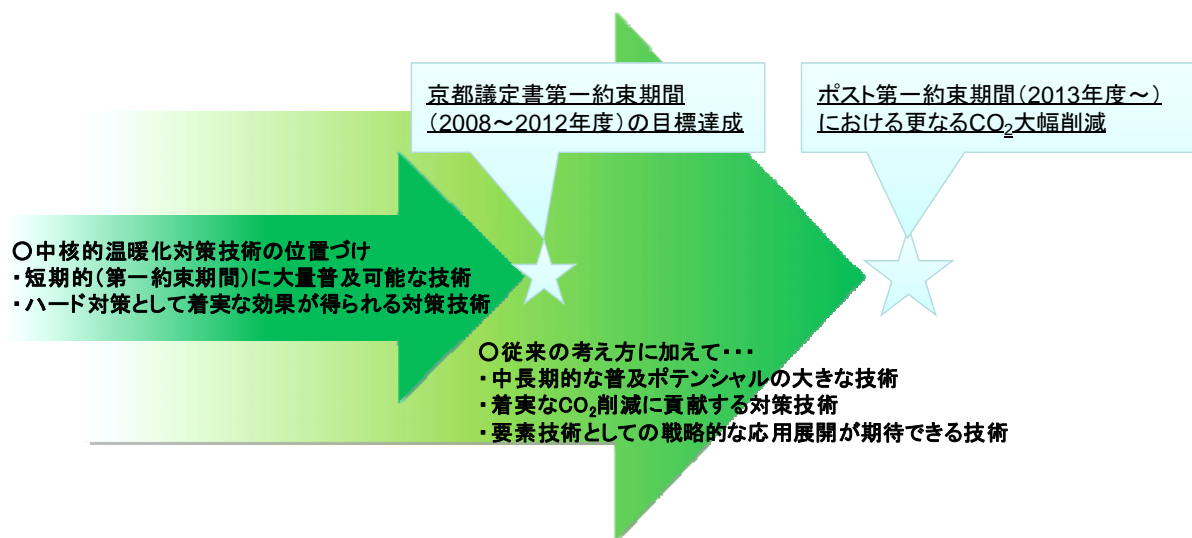 京都議定書第一約束期間
(2008～2012年度)の目標達成
ポスト第一約束期間(2013年度～)
における更なるCO₂大幅削減
○中核的温暖化対策技術の位置づけ
・短期的(第一約束期間)に大量普及可能な技術
・ハード対策として着実な効果が得られる対策技術
○従来の考え方に加えて・・・
・中長期的な普及ポテンシャルの大きな技術
・着実なCO₂削減に貢献する対策技術
・要素技術としての戦略的な応用展開が期待できる技術